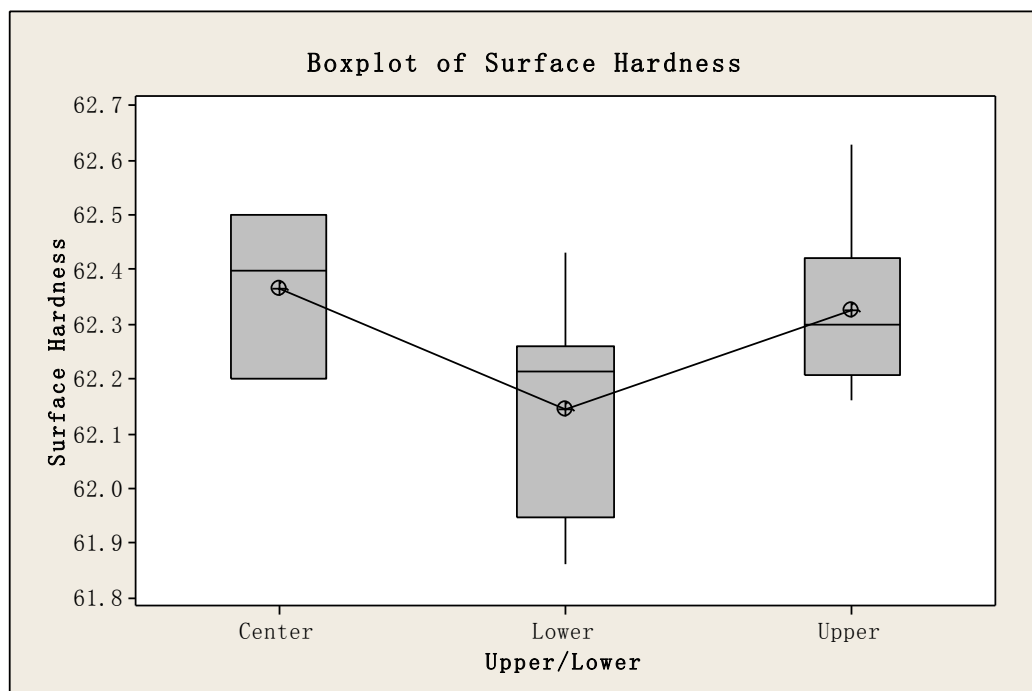 Boxplot of Surface Hardness
Surface Hardness
62.7
62.6
62.5
62.4
62.3
62.2
62.1
62.0
61.9
61.8
Center Lower Upper
Upper/Lower